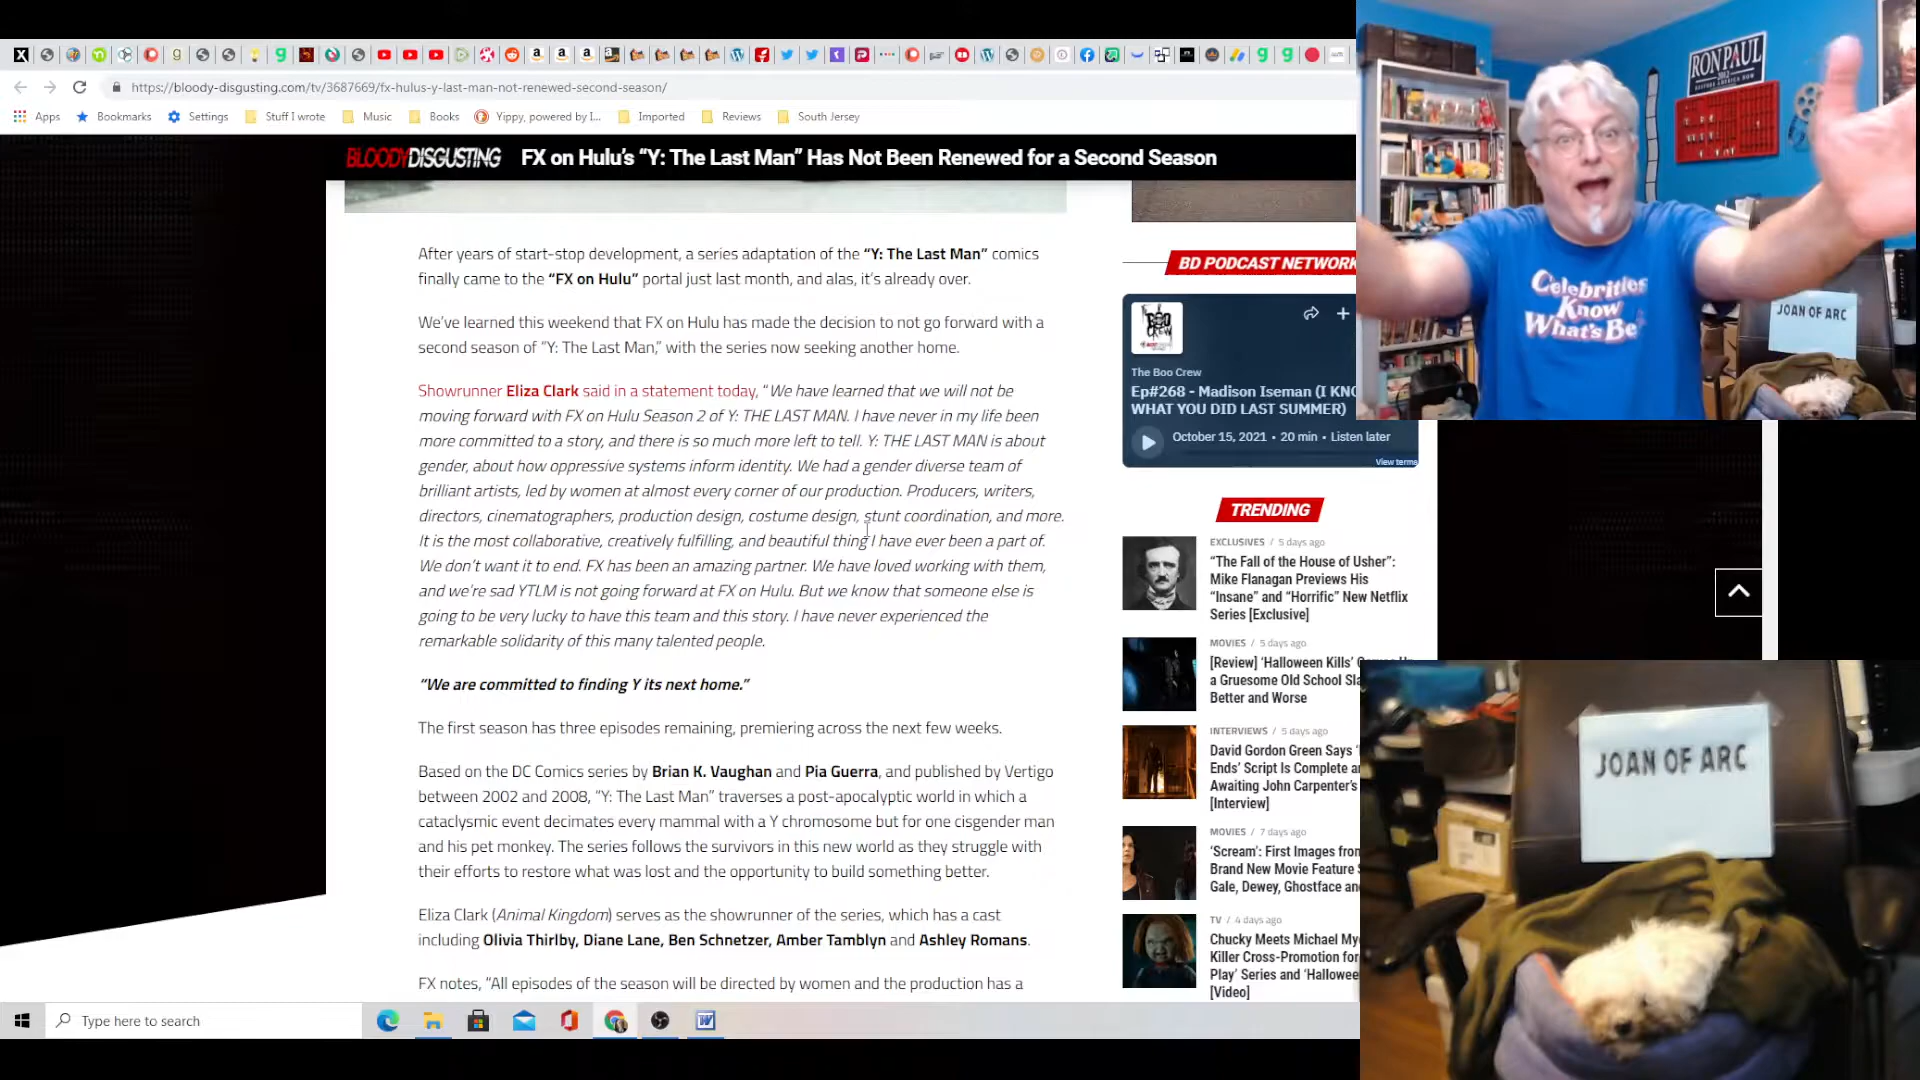 https://bloody-disgusting.com/tv/3687669/fx-hulus-y-last-man-not-renewed-second-season/
Apps Bookmarks Settings Stuff I wrote Music Books Yippy, powered by I... Imported Reviews South Jersey
BLOODY DISGUSTING FX on Hulu's “Y: The Last Man” Has Not Been Renewed for a Second Season
After years of start-stop development, a series adaptation of the “Y: The Last Man” comics
finally came to the “FX on Hulu” portal just last month, and alas, it's already over.
We've learned this weekend that FX on Hulu has made the decision to not go forward with a
second season of “Y: The Last Man,” with the series now seeking another home.
Showrunner Eliza Clark said in a statement today, “We have learned that we will not be
moving forward with FX on Hulu Season 2 of Y: THE LAST MAN. I have never in my life been
more committed to a story, and there is so much more left to tell. Y: THE LAST MAN is about
gender, about how oppressive systems inform identity. We had a gender diverse team of
brilliant artists, led by women at almost every corner of our production. Producers, writers,
directors, cinematographers, production design, costume design, stunt coordination, and more.
It is the most collaborative, creatively fulfilling, and beautiful thing I have ever been a part of.
We don't want it to end. FX has been an amazing partner. We have loved working with them,
and we're sad YTLM is not going forward at FX on Hulu. But we know that someone else is
going to be very lucky to have this team and this story. I have never experienced the
remarkable solidarity of this many talented people.
“We are committed to finding Y its next home.”
The first season has three episodes remaining, premiering across the next few weeks.
Based on the DC Comics series by Brian K. Vaughan and Pia Guerra, and published by Vertigo
between 2002 and 2008, “Y: The Last Man” traverses a post-apocalyptic world in which a
cataclysmic event decimates every mammal with a Y chromosome but for one cisgender man
and his pet monkey. The series follows the survivors in this new world as they struggle with
their efforts to restore what was lost and the opportunity to build something better.
Eliza Clark (Animal Kingdom) serves as the showrunner of the series, which has a cast
including Olivia Thirlby, Diane Lane, Ben Schnetzer, Amber Tamblyn and Ashley Romans.
FX notes, “All episodes of the season will be directed by women and the production has a
BD PODCAST NETWORK
The Boo Crew
Ep#268 - Madison Iseman (I KNO
WHAT YOU DID LAST SUMMER)
October 15, 2021 • 20 min • Listen later
View terms
TRENDING
EXCLUSIVES / 5 days ago
“The Fall of the House of Usher”:
Mike Flanagan Previews His
“Insane” and “Horrific” New Netflix
Series [Exclusive]
MOVIES / 5 days ago
[Review] ‘Halloween Kills’
a Gruesome Old School Sla
Better and Worse
INTERVIEWS / 5 days ago
David Gordon Green Says ‘
Ends’ Script Is Complete a
Awaiting John Carpenter's
[Interview]
MOVIES / 7 days ago
‘Scream’: First Images from
Brand New Movie Feature
Gale, Dewey, Ghostface an
TV / 4 days ago
Chucky Meets Michael My
Killer Cross-Promotion for
Play’ Series and ‘Hallowee
[Video]
Type here to search
RON PAUL
2012
Celebrities
Know
What's Be
JOAN OF ARC
JOAN OF ARC